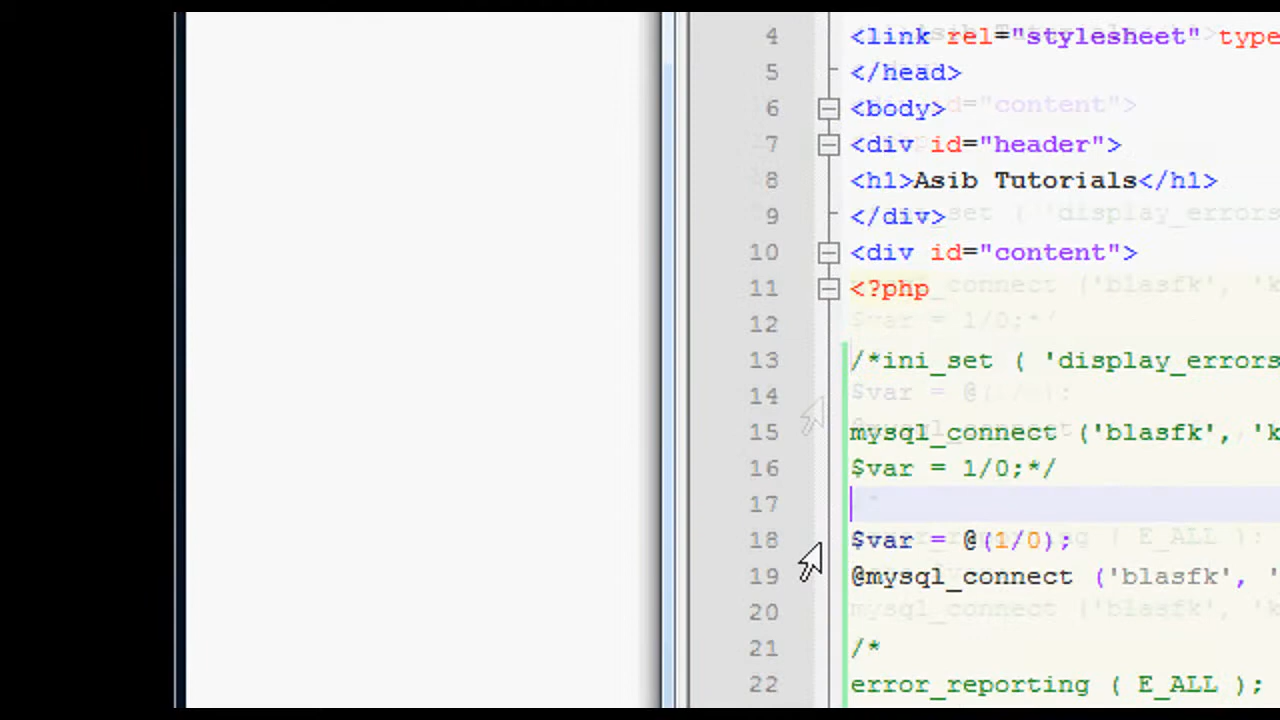 4 <link rel="stylesheet" type
5 </head>
6 <body>
7 <div id="header">
8 <h1>Asib Tutorials</h1>
9 </div>
10 <div id="content">
11 <?php
12
13 /*ini_set ( 'display_errors
14
15 mysql_connect ('blasfk', 'k
16 $var = 1/0;*/
17
18 $var = @(1/0);
19 @mysql_connect ('blasfk', '
20
21 /*
22 error_reporting ( E_ALL );